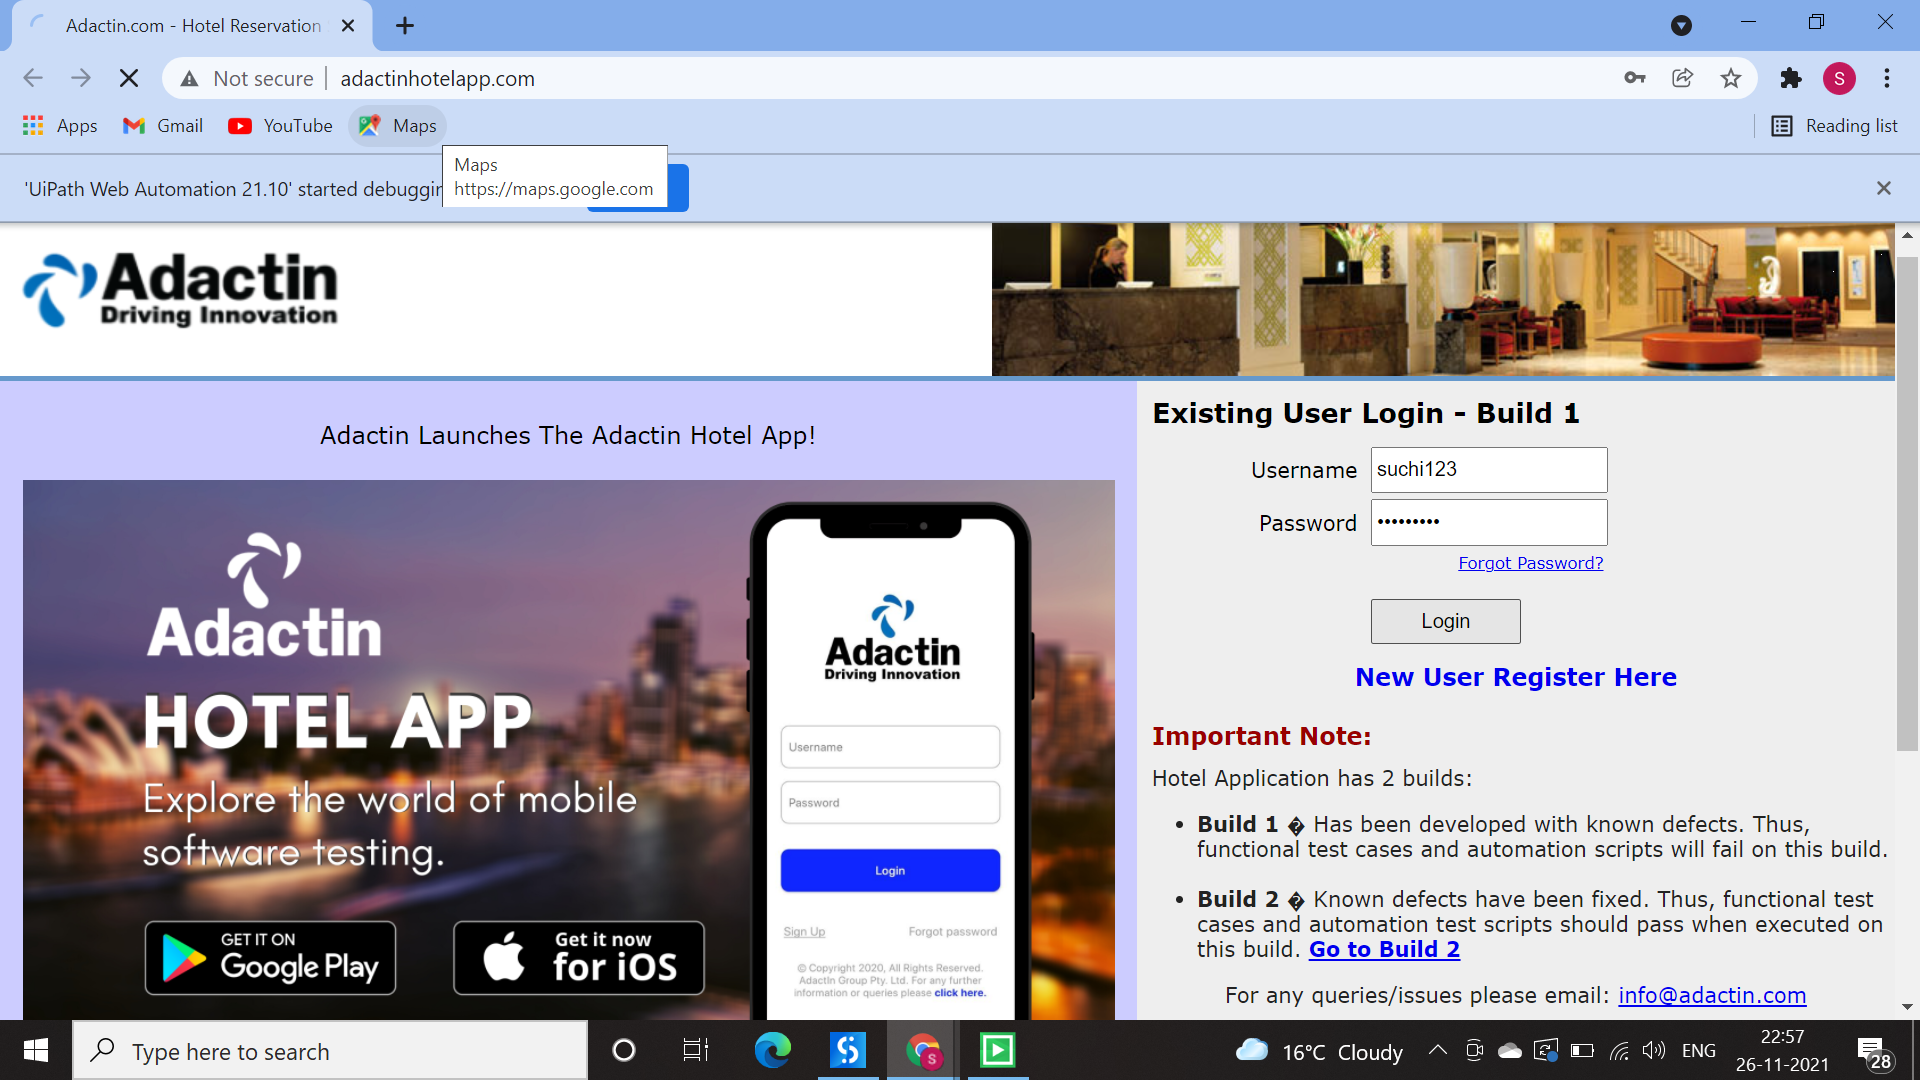 Adactin.com - Hotel Reservation
Not secure
adactinhotelapp.com
S
Apps
Gmail
YouTube
Maps
Reading list
Maps
https://maps.google.com
'UiPath Web Automation 21.10' started debuggin
Adactin
Driving Innovation
Adactin Launches The Adactin Hotel App!
Adactin
HOTEL APP
Explore the world of mobile
software testing.
GET IT ON
Google Play
Get it now
for iOS
Adactin
Driving Innovation
Username
Password
Login
Sign Up
Forgot password
© Copyright 2020, All Rights Reserved.
Adactin Group Pty. Ltd. For any further
information or queries please click here.
Existing User Login - Build 1
Username
suchi123
Password
•••••••••
Forgot Password?
Login
New User Register Here
Important Note:
Hotel Application has 2 builds:
• Build 1 � Has been developed with known defects. Thus,
functional test cases and automation scripts will fail on this build.
• Build 2 � Known defects have been fixed. Thus, functional test
cases and automation test scripts should pass when executed on
this build. Go to Build 2
For any queries/issues please email: info@adactin.com
Type here to search
S
16°C Cloudy
ENG
22:57
26-11-2021
28